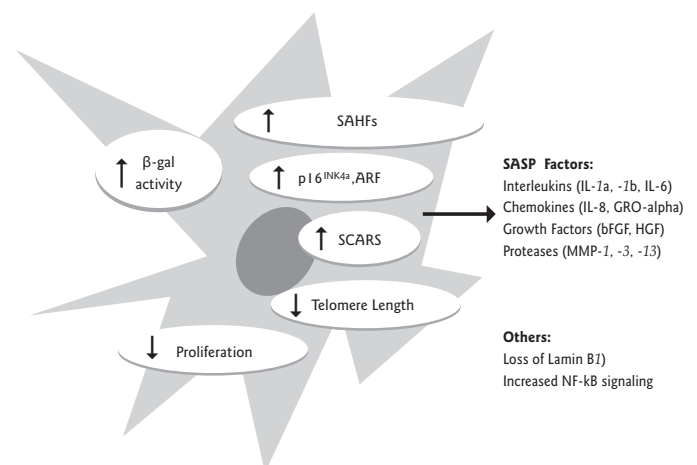 SAHFs
β-gal
activity
p16INK4a,ARF
SCARS
Telomere Length
Proliferation
SASP Factors:
Interleukins (IL-1a, -1b, IL-6)
Chemokines (IL-8, GRO-alpha)
Growth Factors (bFGF, HGF)
Proteases (MMP-1, -3, -13)
Others:
Loss of Lamin B1)
Increased NF-kB signaling